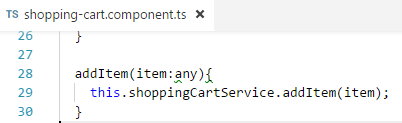 TS shopping-cart.component.ts ×
26 }
27
28 addItem(item:any){
29 this.shoppingCartService.addItem(item);
30 }